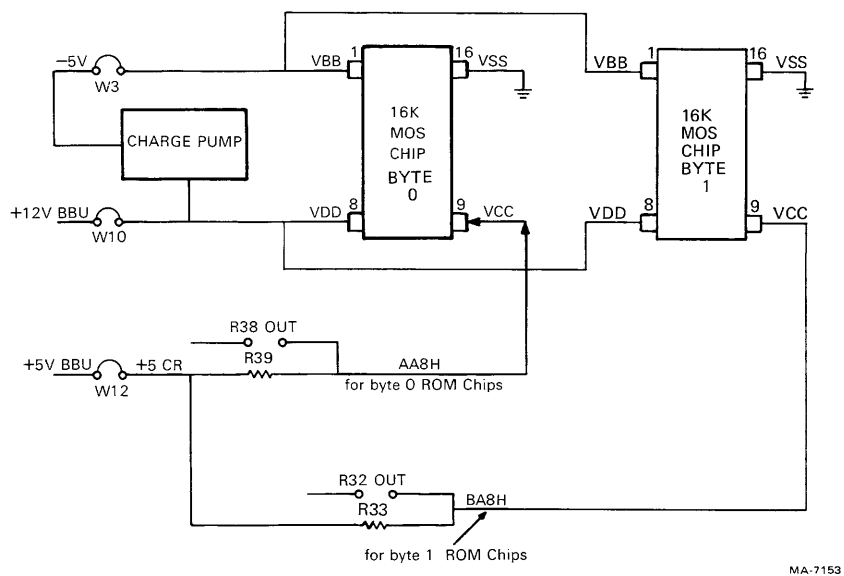 −5V
W3
VBB
1
16
VSS
16K
MOS
CHIP
BYTE
0
VBB
1
16
VSS
16K
MOS
CHIP
BYTE
1
CHARGE PUMP
+12V BBU
W10
VDD
8
9
VCC
VDD
8
9
VCC
R38 OUT
R39
+5V BBU
W12
+5 CR
AA8H
for byte 0 ROM Chips
R32 OUT
R33
BA8H
for byte 1 ROM Chips
MA-7153